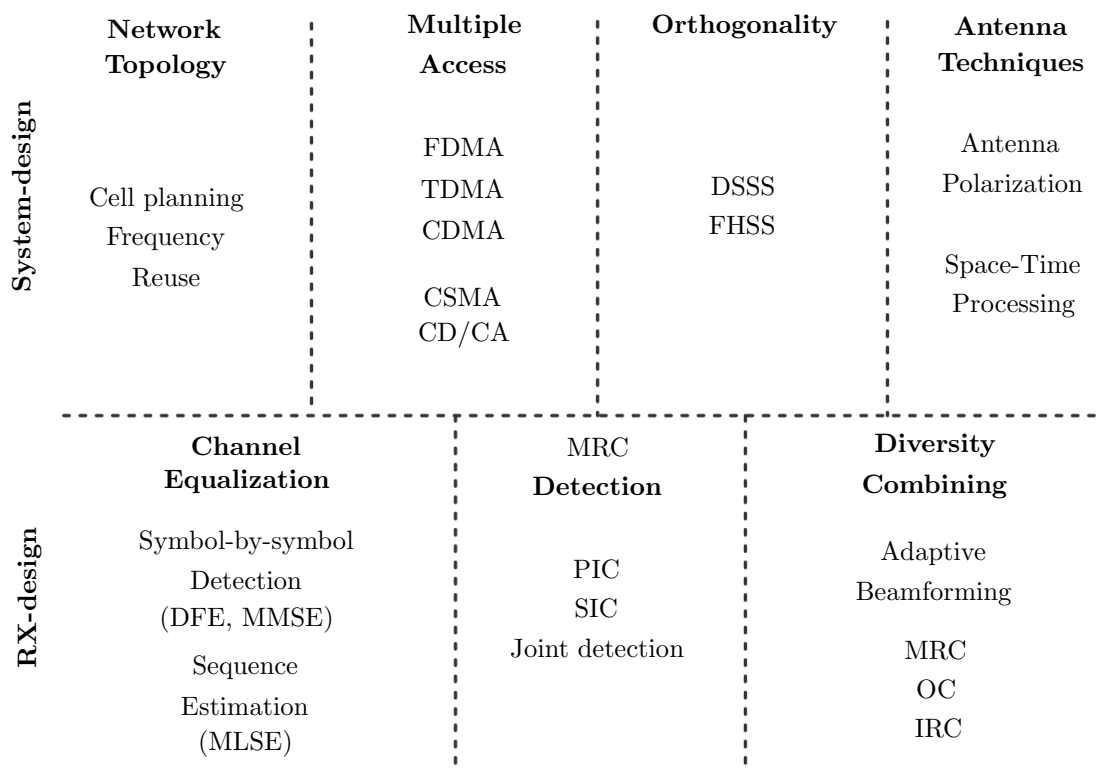 System-design
Network
Topology
Cell planning
Frequency
Reuse
Multiple
Access
FDMA
TDMA
CDMA
CSMA
CD/CA
Orthogonality
DSSS
FHSS
Antenna
Techniques
Antenna
Polarization
Space-Time
Processing
RX-design
Channel
Equalization
Symbol-by-symbol
Detection
(DFE, MMSE)
Sequence
Estimation
(MLSE)
MRC
Detection
PIC
SIC
Joint detection
Diversity
Combining
Adaptive
Beamforming
MRC
OC
IRC